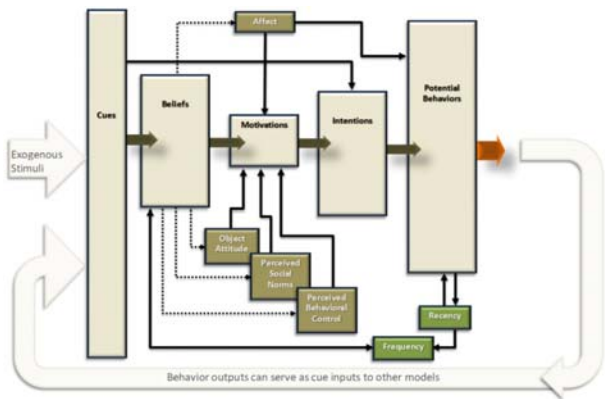 Affect
Cues
Beliefs
Motivations
Intentions
Potential
Behaviors
Exogenous
Stimuli
Object
Attitude
Perceived
Social
Norms
Perceived
Behavioral
Control
Recency
Frequency
Behavior outputs can serve as cue inputs to other models